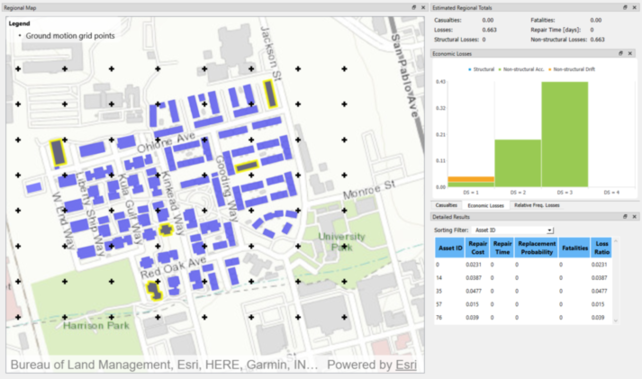 Regional Map
Legend
Ground motion grid points
Jackson St
San Pablo Ave
Ohlone Ave
Gooding Way
Kinkead Way
Kula Gulf Way
Liberty Ship Way
W End Way
Monroe St
University
Park
Red Oak Ave
Harrison Park
Bureau of Land Management, Esri, HERE, Garmin, IN... Powered by Esri
Estimated Regional Totals
Casualties: 0.00 Fatalities: 0.00
Losses: 0.663 Repair Time [days]: 0
Structural Losses: 0 Non-structural Losses: 0.663
Economic Losses
Structural Non-structural Acc. Non-structural Drift
0.42
0.32
0.21
0.11
0.00
DS = 1 DS = 2 DS = 3 DS = 4
Casualties Economic Losses Relative Freq. Losses
Detailed Results
Sorting Filter: Asset ID
Asset ID Repair Cost Repair Time Replacement Probability Fatalities Loss Ratio
0 0.0231 0 0 0 0.0231
14 0.0387 0 0 0 0.0387
35 0.0477 0 0 0 0.0477
57 0.015 0 0 0 0.015
76 0.039 0 0 0 0.039